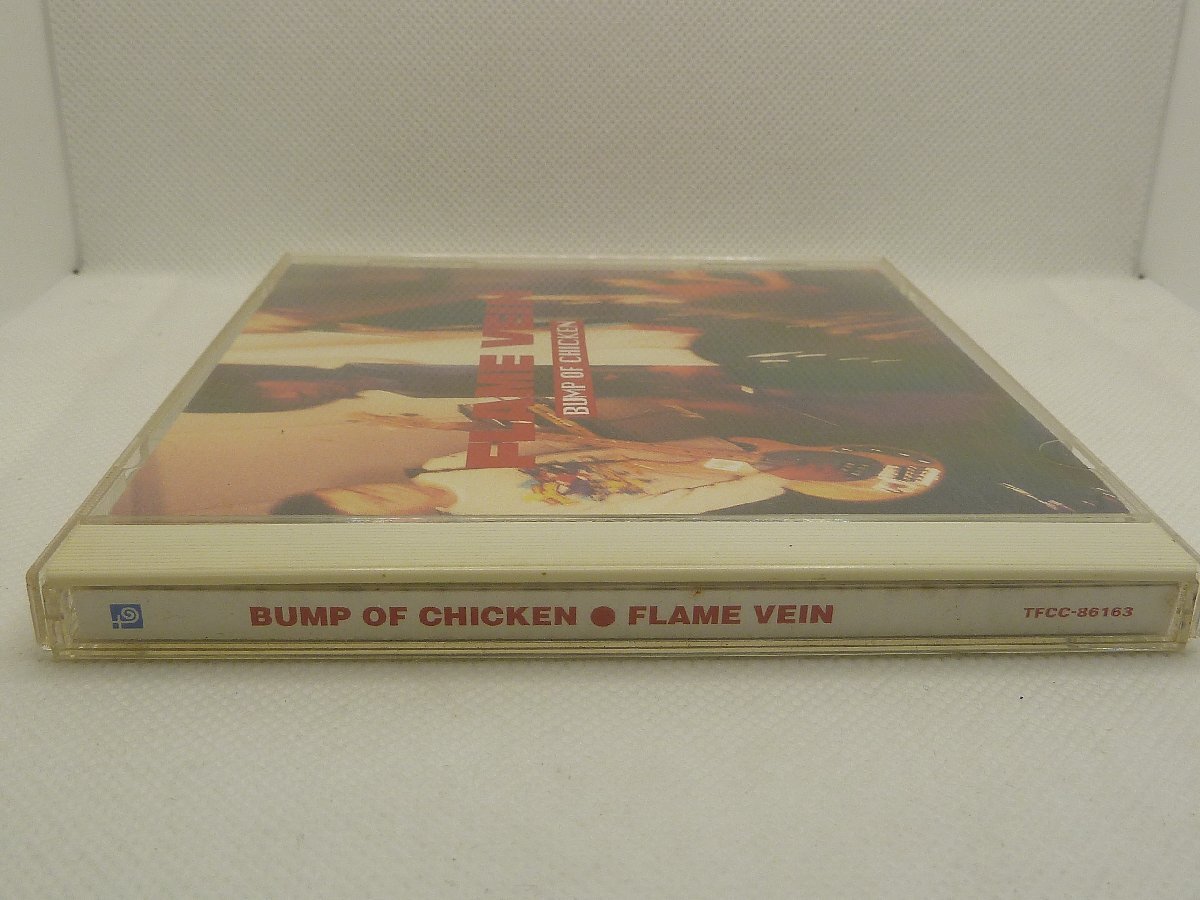 FLAME VEIN
BUMP OF CHICKEN
BUMP OF CHICKEN ● FLAME VEIN
TFCC-86163